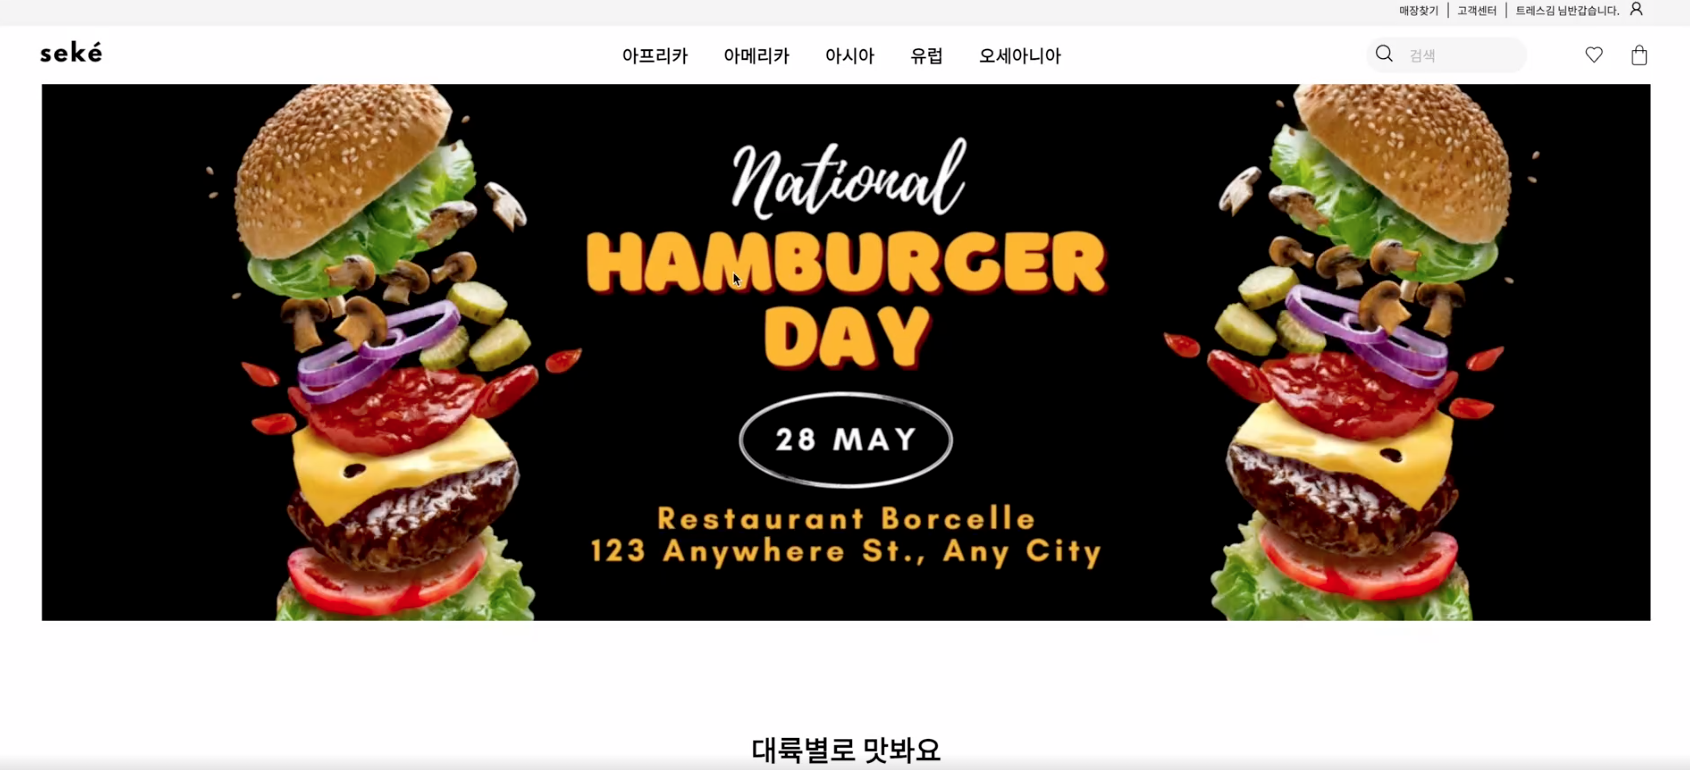 매장찾기 | 고객센터 | 트레스김 님반갑습니다.
seké
아프리카 아메리카 아시아 유럽 오세아니아
검색
National
HAMBURGER
DAY
28 MAY
Restaurant Borcelle
123 Anywhere St., Any City
대륙별로 맛봐요